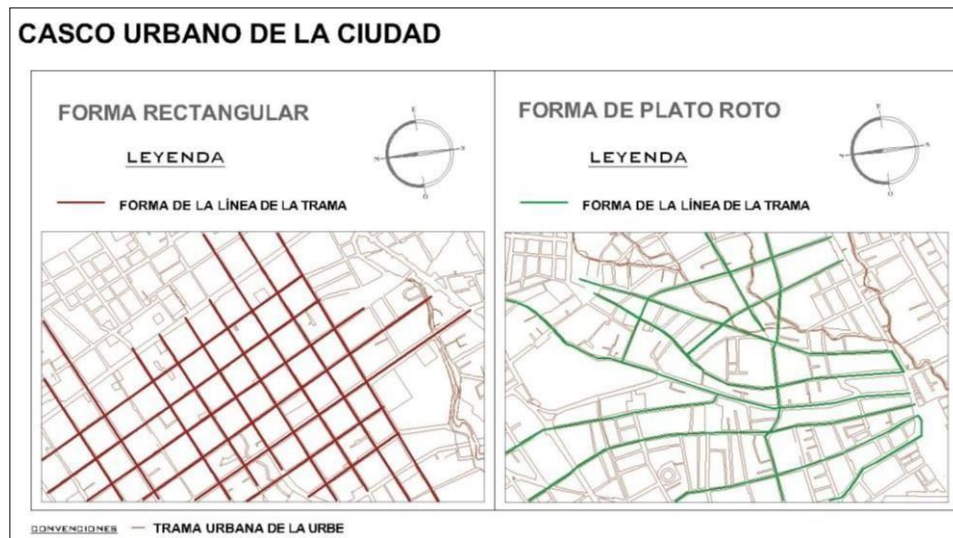 CASCO URBANO DE LA CIUDAD
FORMA RECTANGULAR
LEYENDA
FORMA DE LA LÍNEA DE LA TRAMA
E
N
S
O
FORMA DE PLATO ROTO
LEYENDA
FORMA DE LA LÍNEA DE LA TRAMA
E
N
S
O
CONVENCIONES — TRAMA URBANA DE LA URBE